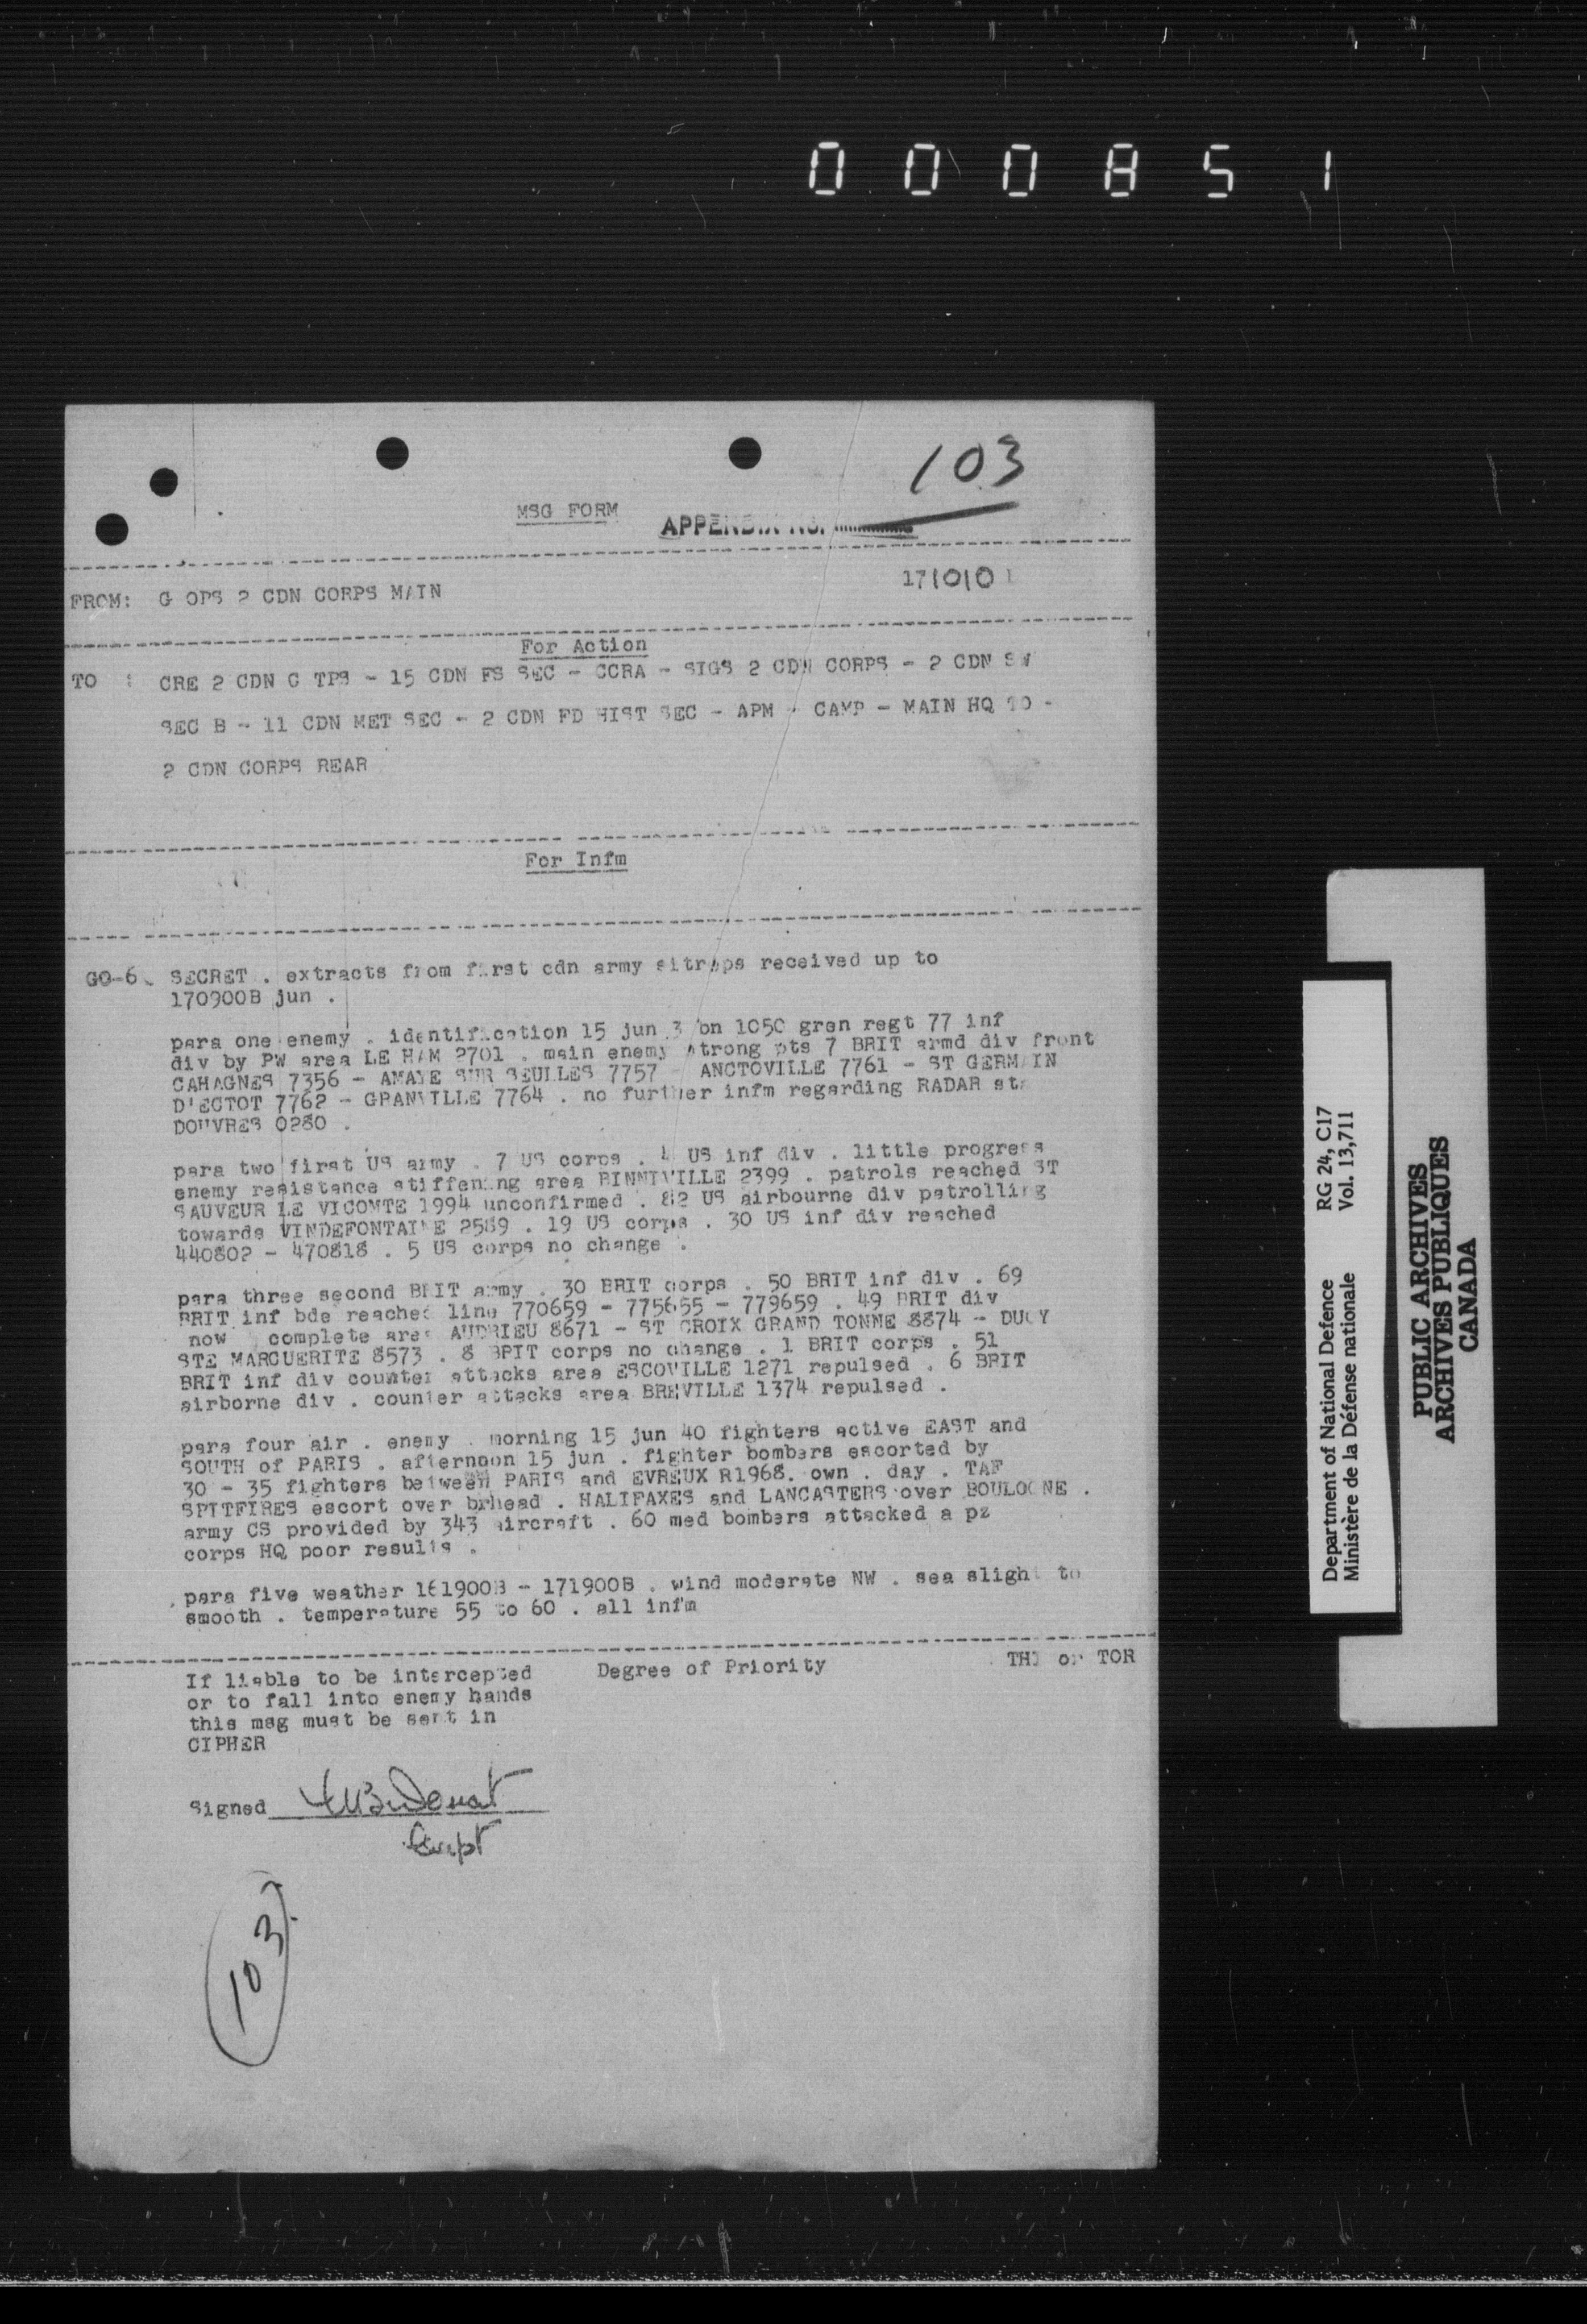 000851
103
MSG FORM
APPENDIX NO.
171010
FROM: G OPS 2 CDN CORPS MAIN
For Action
TO : CRE 2 CDN C TPS - 15 CDN FS SEC - CCRA - SIGS 2 CDN CORPS - 2 CDN SW
SEC B - 11 CDN MET SEC - 2 CDN FD HIST SEC - APM - CAMP - MAIN HQ TO -
2 CDN CORPS REAR
For Infm
GO-6. SECRET . extracts from first cdn army sitreps received up to
170900B jun .
para one enemy . identification 15 jun 3 bn 1050 gren regt 77 inf
div by PW area LE HAM 2701 . main enemy strong pts 7 BRIT armd div front
CAHAGNES 7356 - AMAYE SUR SEULLES 7757 - ANCTOVILLE 7761 - ST GERMAIN
D'ECTOT 7762 - GRANVILLE 7764 . no further infm regarding RADAR sta
DOUVRES 0280 .
para two first US army . 7 US corps . 4 US inf div . little progress
enemy resistance stiffening area BINNIVILLE 2399 . patrols reached ST
SAUVEUR LE VICOMTE 1994 unconfirmed . 82 US airbourne div patrolling
towards VINDEFONTAINE 2589 . 19 US corps . 30 US inf div reached
440802 - 470818 . 5 US corps no change .
para three second BRIT army . 30 BRIT corps . 50 BRIT inf div . 69
BRIT inf bde reached line 770659 - 775655 - 779659 . 49 BRIT div
now complete area AUDRIEU 8671 - ST CROIX GRAND TONNE 8874 - DUCY
STE MARGUERITE 8573 . 8 BRIT corps no change . 1 BRIT corps . 51
BRIT inf div counter attacks area ESCOVILLE 1271 repulsed . 6 BRIT
airborne div . counter attacks area BREVILLE 1374 repulsed .
para four air . enemy . morning 15 jun 40 fighters active EAST and
SOUTH of PARIS . afternoon 15 jun . fighter bombers escorted by
30 - 35 fighters between PARIS and EVREUX R1968. own . day . TAF
SPITFIRES escort over brhead . HALIFAXES and LANCASTERS over BOULOGNE .
army CS provided by 343 aircraft . 60 med bombers attacked a pz
corps HQ poor results .
para five weather 161900B - 171900B . wind moderate NW . sea slight to
smooth . temperature 55 to 60 . all infm
If liable to be intercepted
or to fall into enemy hands
this msg must be sent in
CIPHER
Degree of Priority
THI or TOR
Signed
Capt
103
Department of National Defence RG 24, C17
Ministère de la Défense nationale Vol. 13,711
PUBLIC ARCHIVES
ARCHIVES PUBLIQUES
CANADA